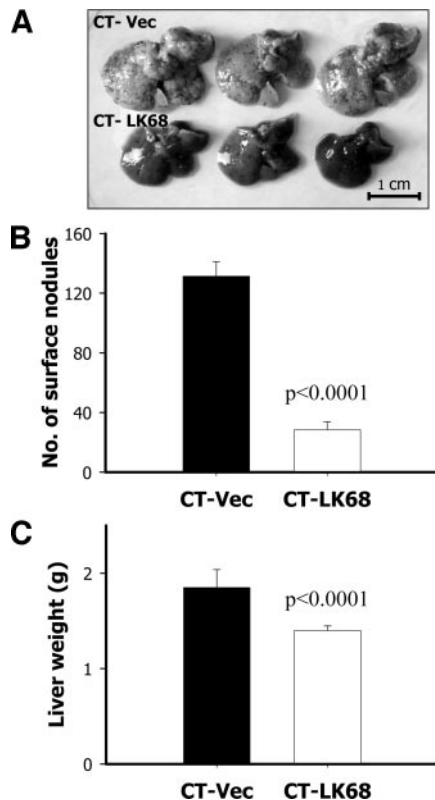 A
CT- Vec
CT- LK68
1 cm
B
No. of surface nodules
160
120
80
40
0
p<0.0001
CT-Vec CT-LK68
C
Liver weight (g)
2
1
0
p<0.0001
CT-Vec CT-LK68